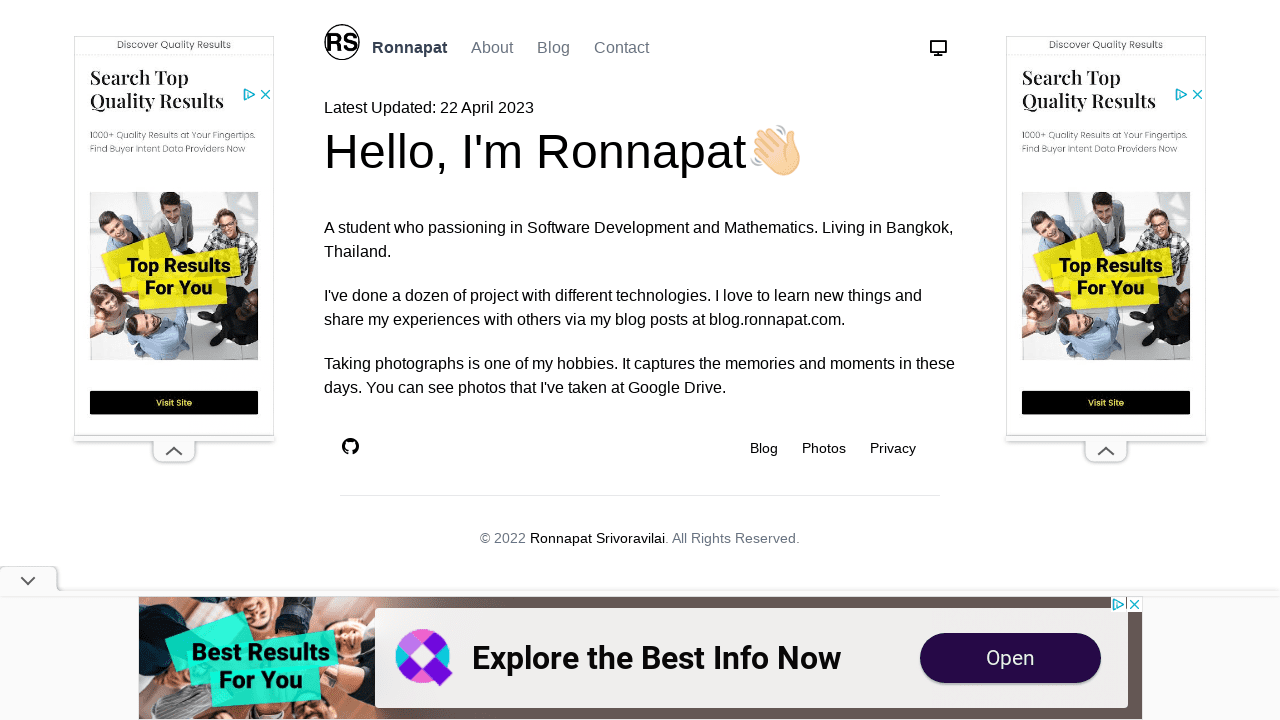 RS
Ronnapat
About
Blog
Contact
Latest Updated: 22 April 2023
Hello, I'm Ronnapat
A student who passioning in Software Development and Mathematics. Living in Bangkok,
Thailand.
I've done a dozen of project with different technologies. I love to learn new things and
share my experiences with others via my blog posts at blog.ronnapat.com.
Taking photographs is one of my hobbies. It captures the memories and moments in these
days. You can see photos that I've taken at Google Drive.
Blog
Photos
Privacy
© 2022 Ronnapat Srivoravilai. All Rights Reserved.
Discover Quality Results
Search Top
Quality Results
1000+ Quality Results at Your Fingertips.
Find Buyer Intent Data Providers Now
Top Results
For You
Visit Site
Discover Quality Results
Search Top
Quality Results
1000+ Quality Results at Your Fingertips.
Find Buyer Intent Data Providers Now
Top Results
For You
Visit Site
Best Results
For You
Explore the Best Info Now
Open